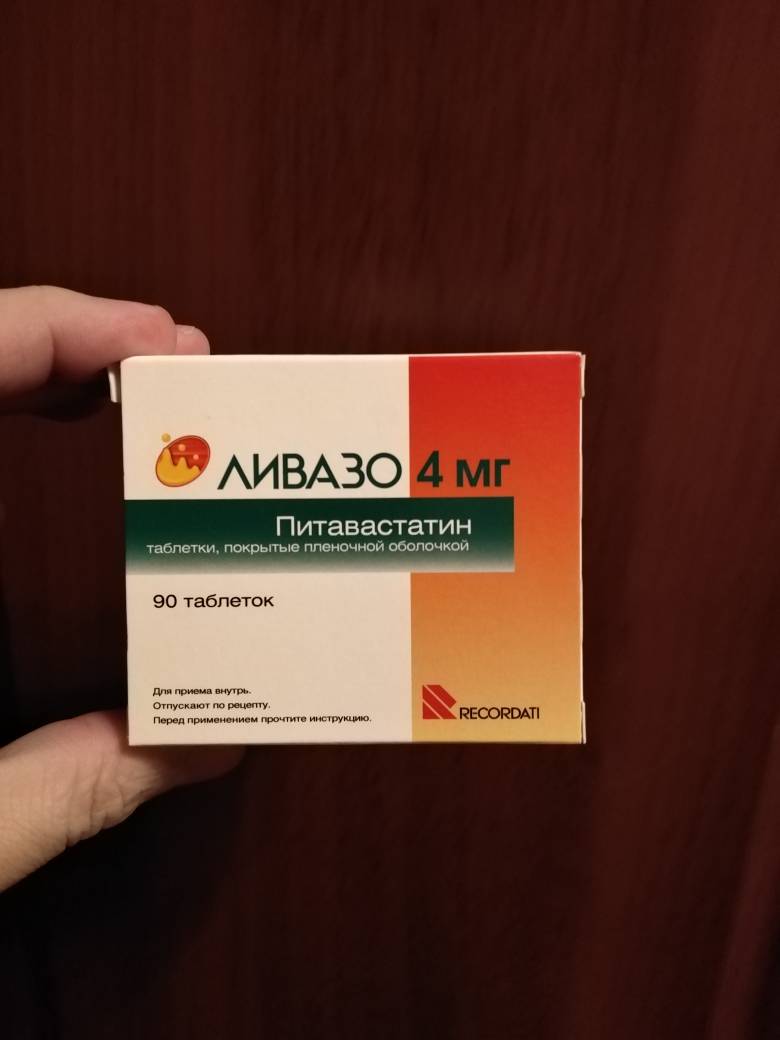 ЛИВАЗО 4 мг
Питавастатин
таблетки, покрытые пленочной оболочкой
90 таблеток
Для приема внутрь.
Отпускают по рецепту.
Перед применением прочтите инструкцию.
RECORDATI